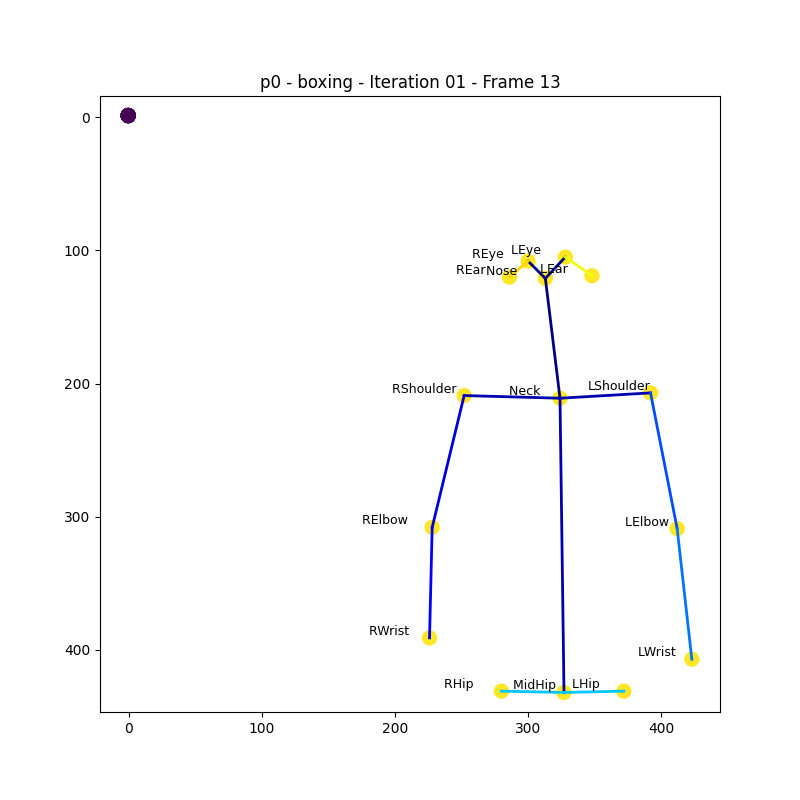 p0 - boxing - Iteration 01 - Frame 13
0
100
REye LEye
REar Nose LEar
200
RShoulder Neck LShoulder
300
RElbow LElbow
400
RWrist LWrist
RHip MidHip LHip
0 100 200 300 400